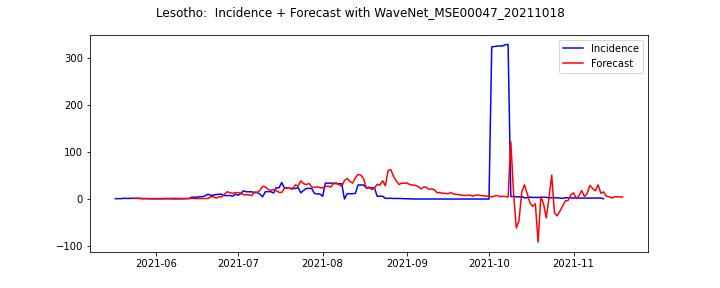 Lesotho:  Incidence + Forecast with WaveNet_MSE00047_20211018
Incidence
Forecast
300
200
100
0
−100
2021-06 2021-07 2021-08 2021-09 2021-10 2021-11